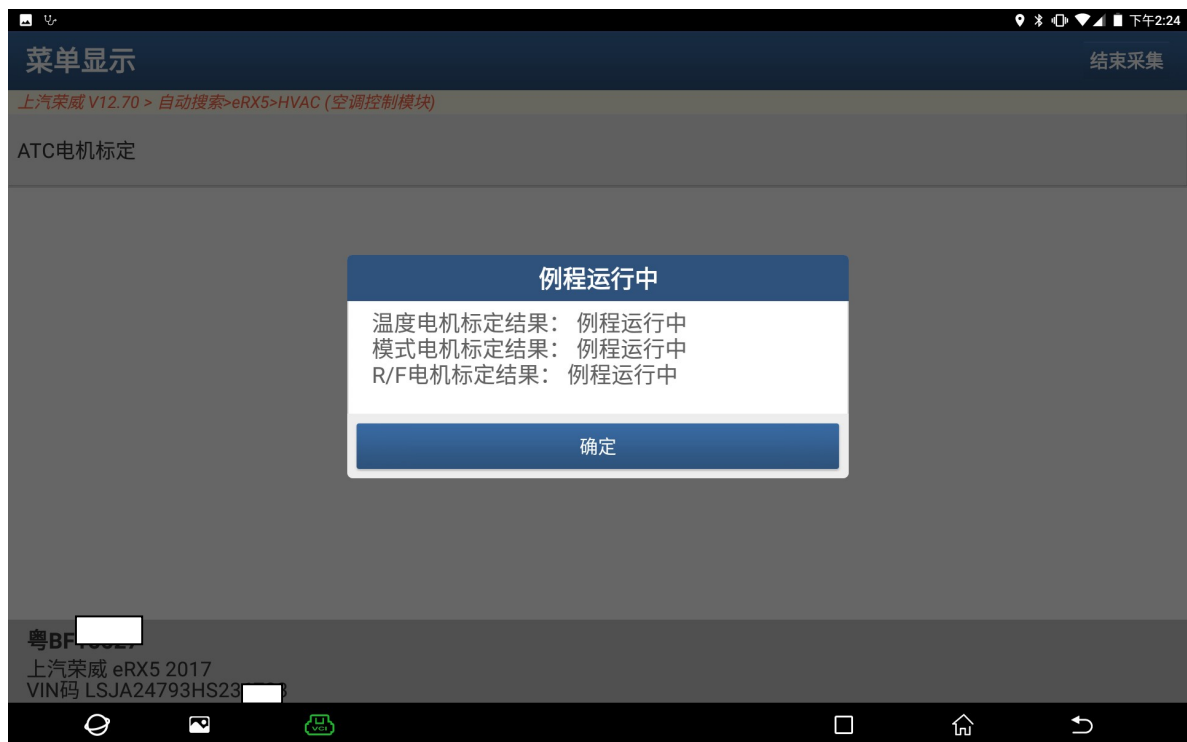 下午2:24
菜单显示
结束采集
上汽荣威 V12.70 > 自动搜索>eRX5>HVAC (空调控制模块)
ATC电机标定
例程运行中
温度电机标定结果： 例程运行中
模式电机标定结果： 例程运行中
R/F电机标定结果： 例程运行中
确定
粤BF
上汽荣威 eRX5 2017
VIN码 LSJA24793HS23
VCI